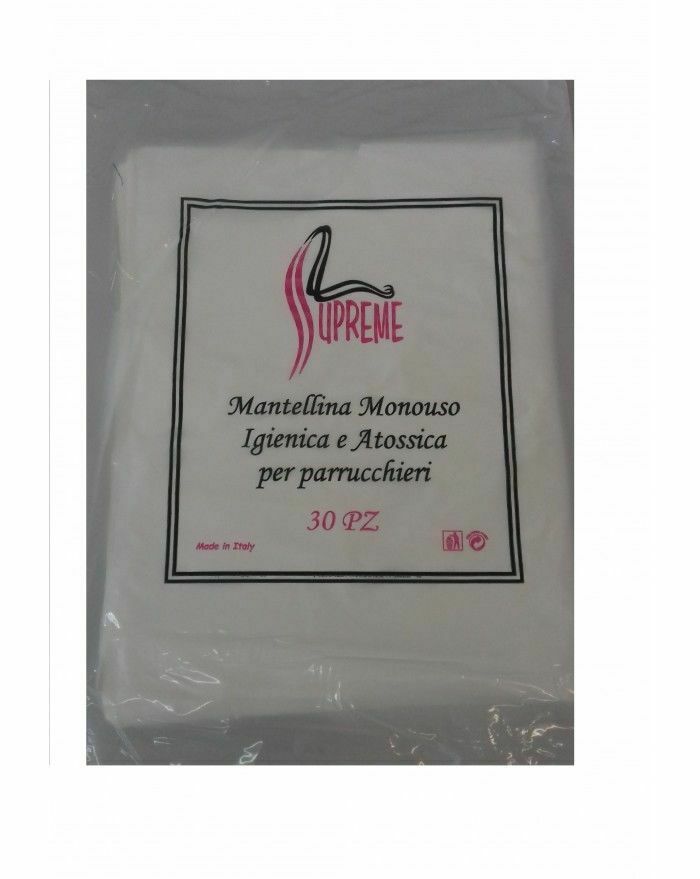 SUPREME
Mantellina Monouso
Igienica e Atossica
per parrucchieri
30 PZ
Made in Italy